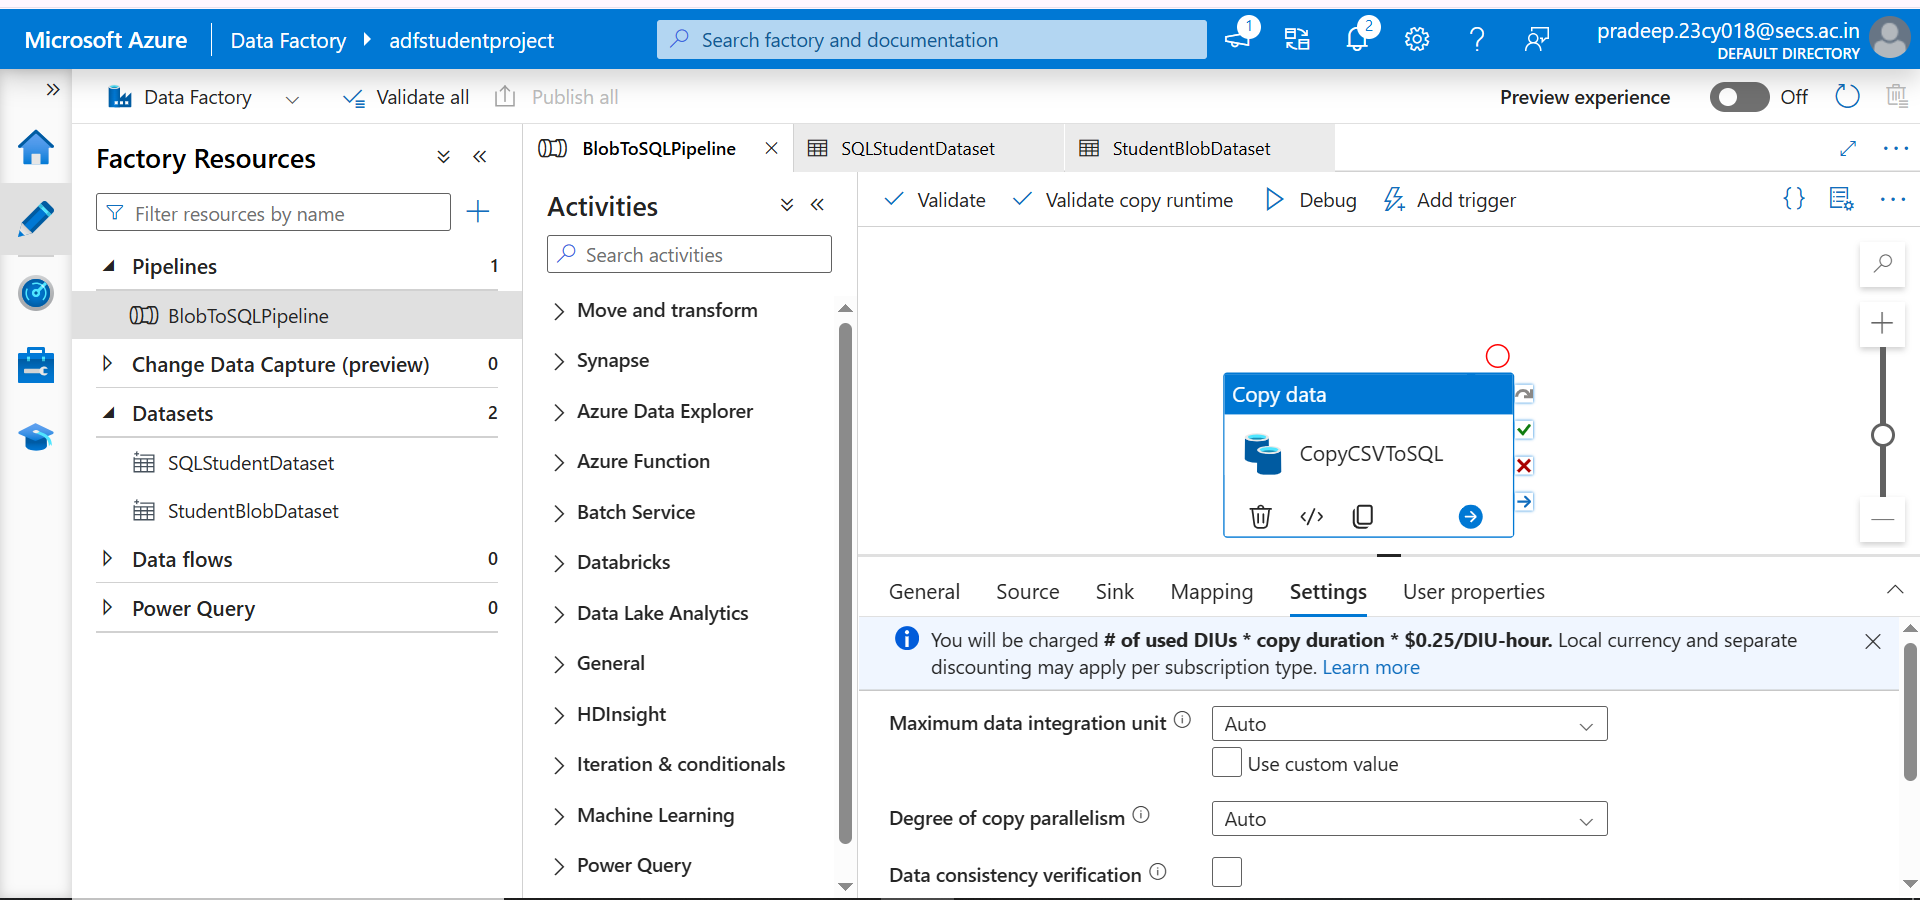 Microsoft Azure
Data Factory
adfstudentproject
Search factory and documentation
1
2
pradeep.23cy018@secs.ac.in
DEFAULT DIRECTORY
Data Factory
Validate all
Publish all
Preview experience
Off
Factory Resources
Filter resources by name
Pipelines 1
BlobToSQLPipeline
Change Data Capture (preview) 0
Datasets 2
SQLStudentDataset
StudentBlobDataset
Data flows 0
Power Query 0
BlobToSQLPipeline
SQLStudentDataset
StudentBlobDataset
Activities
Search activities
Move and transform
Synapse
Azure Data Explorer
Azure Function
Batch Service
Databricks
Data Lake Analytics
General
HDInsight
Iteration & conditionals
Machine Learning
Power Query
Validate
Validate copy runtime
Debug
Add trigger
Copy data
CopyCSVToSQL
General
Source
Sink
Mapping
Settings
User properties
You will be charged # of used DIUs * copy duration * $0.25/DIU-hour. Local currency and separate
discounting may apply per subscription type. Learn more
Maximum data integration unit
Auto
Use custom value
Degree of copy parallelism
Auto
Data consistency verification